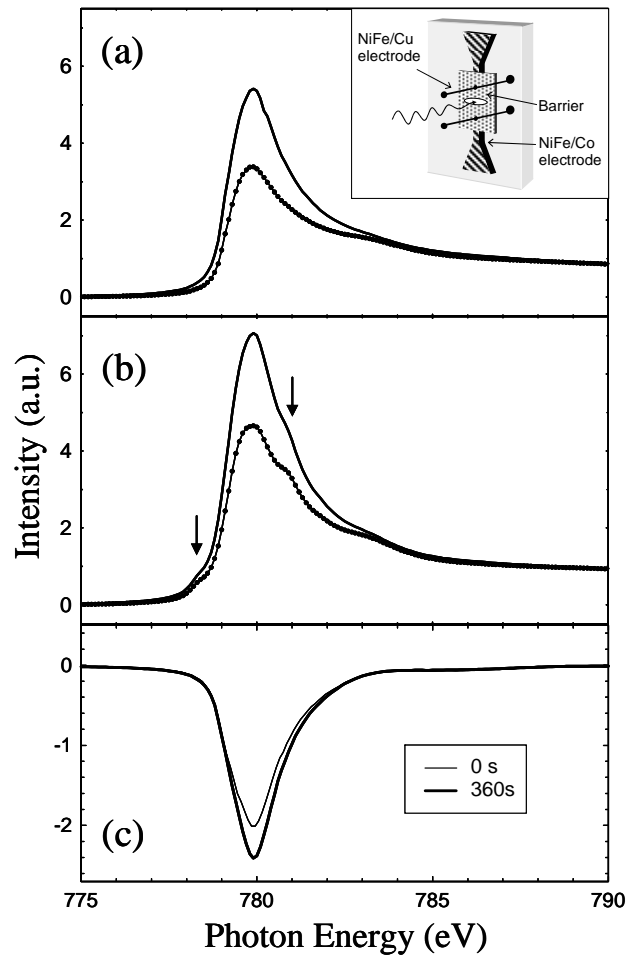 (a)
NiFe/Cu
electrode
Barrier
NiFe/Co
electrode
6
4
2
0
(b)
6
4
2
0
Intensity (a.u.)
0
-1
-2
(c)
0 s
360s
775
780
785
790
Photon Energy (eV)